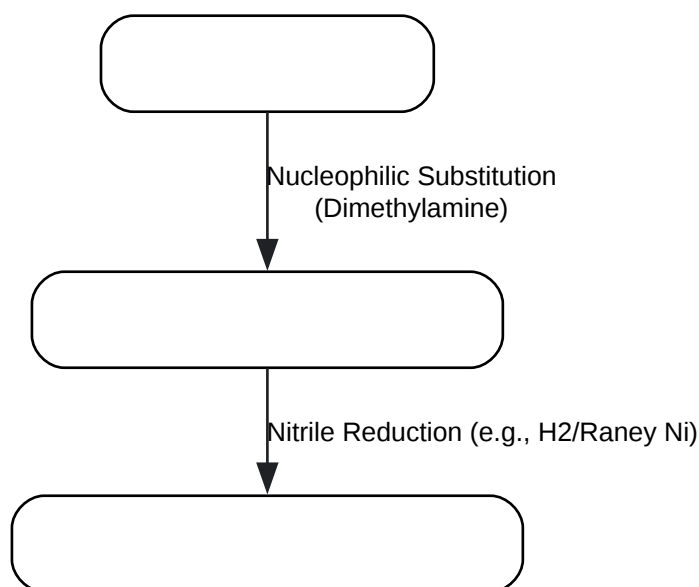 Nucleophilic Substitution
(Dimethylamine)
Nitrile Reduction (e.g., H2/Raney Ni)